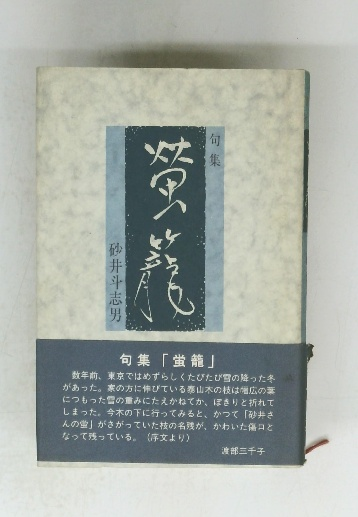 句集
螢籠
砂井斗志男
句集「蛍籠」
数年前、東京ではめずらしくたびたび雪の降った冬
があった。家の方に伸びている泰山木の枝は幅広の葉
につもった雪の重みにたえかねてか、ぽきりと折れて
しまった。今木の下に行ってみると、かつて「砂井さ
んの螢」がさがっていた枝の名残が、かわいた傷口と
なって残っている。（序文より）
渡部三千子